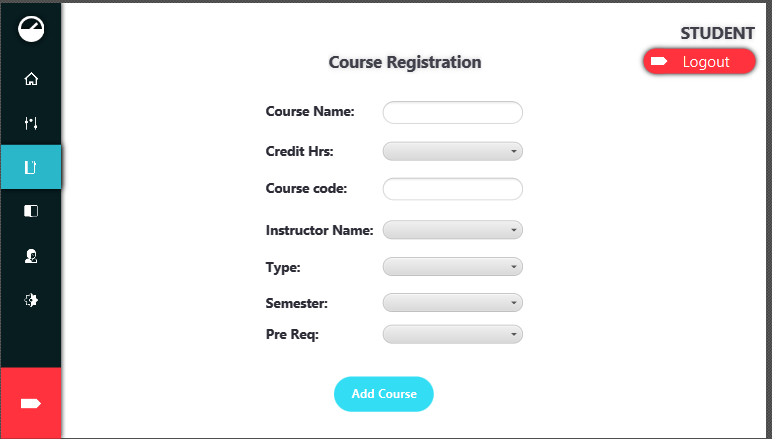 STUDENT
Logout
Course Registration
Course Name:
Credit Hrs:
Course code:
Instructor Name:
Type:
Semester:
Pre Req:
Add Course